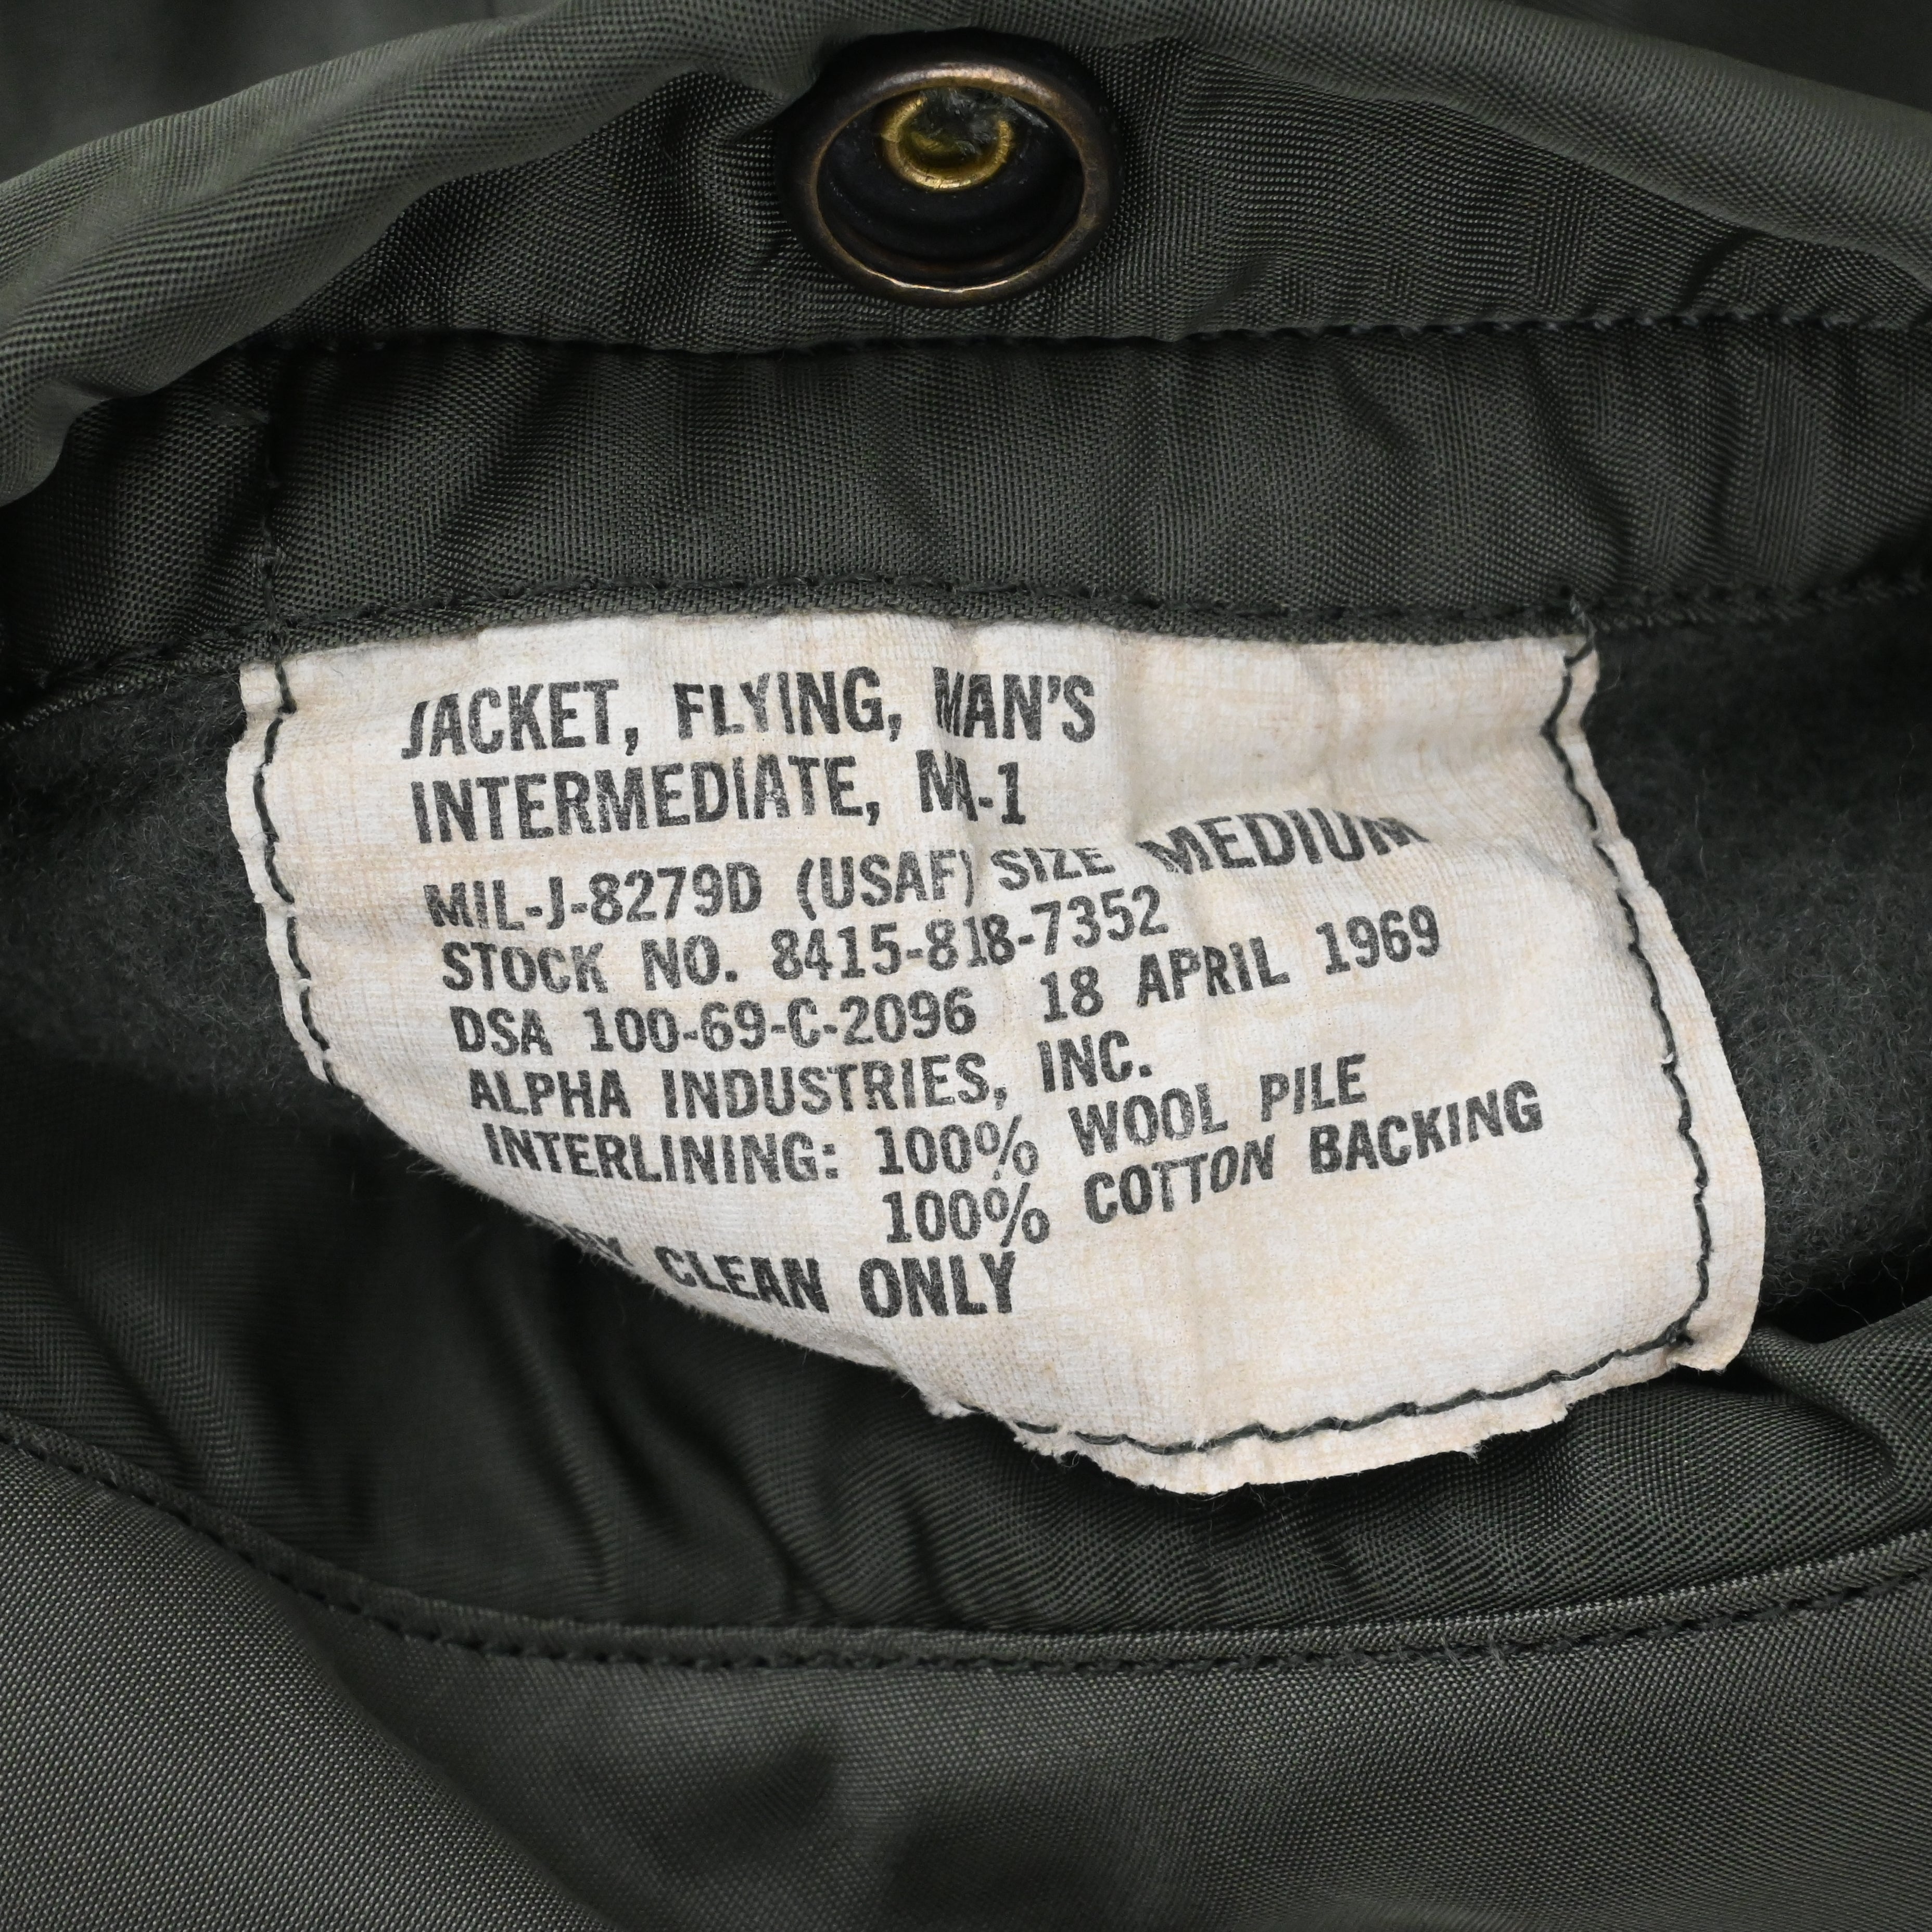 JACKET, FLYING, MAN'S
INTERMEDIATE, MA-1
MIL-J-8279D (USAF) SIZE MEDIUM
STOCK NO. 8415-818-7352
DSA 100-69-C-2096 18 APRIL 1969
ALPHA INDUSTRIES, INC.
INTERLINING: 100% WOOL PILE
100% COTTON BACKING
CLEAN ONLY